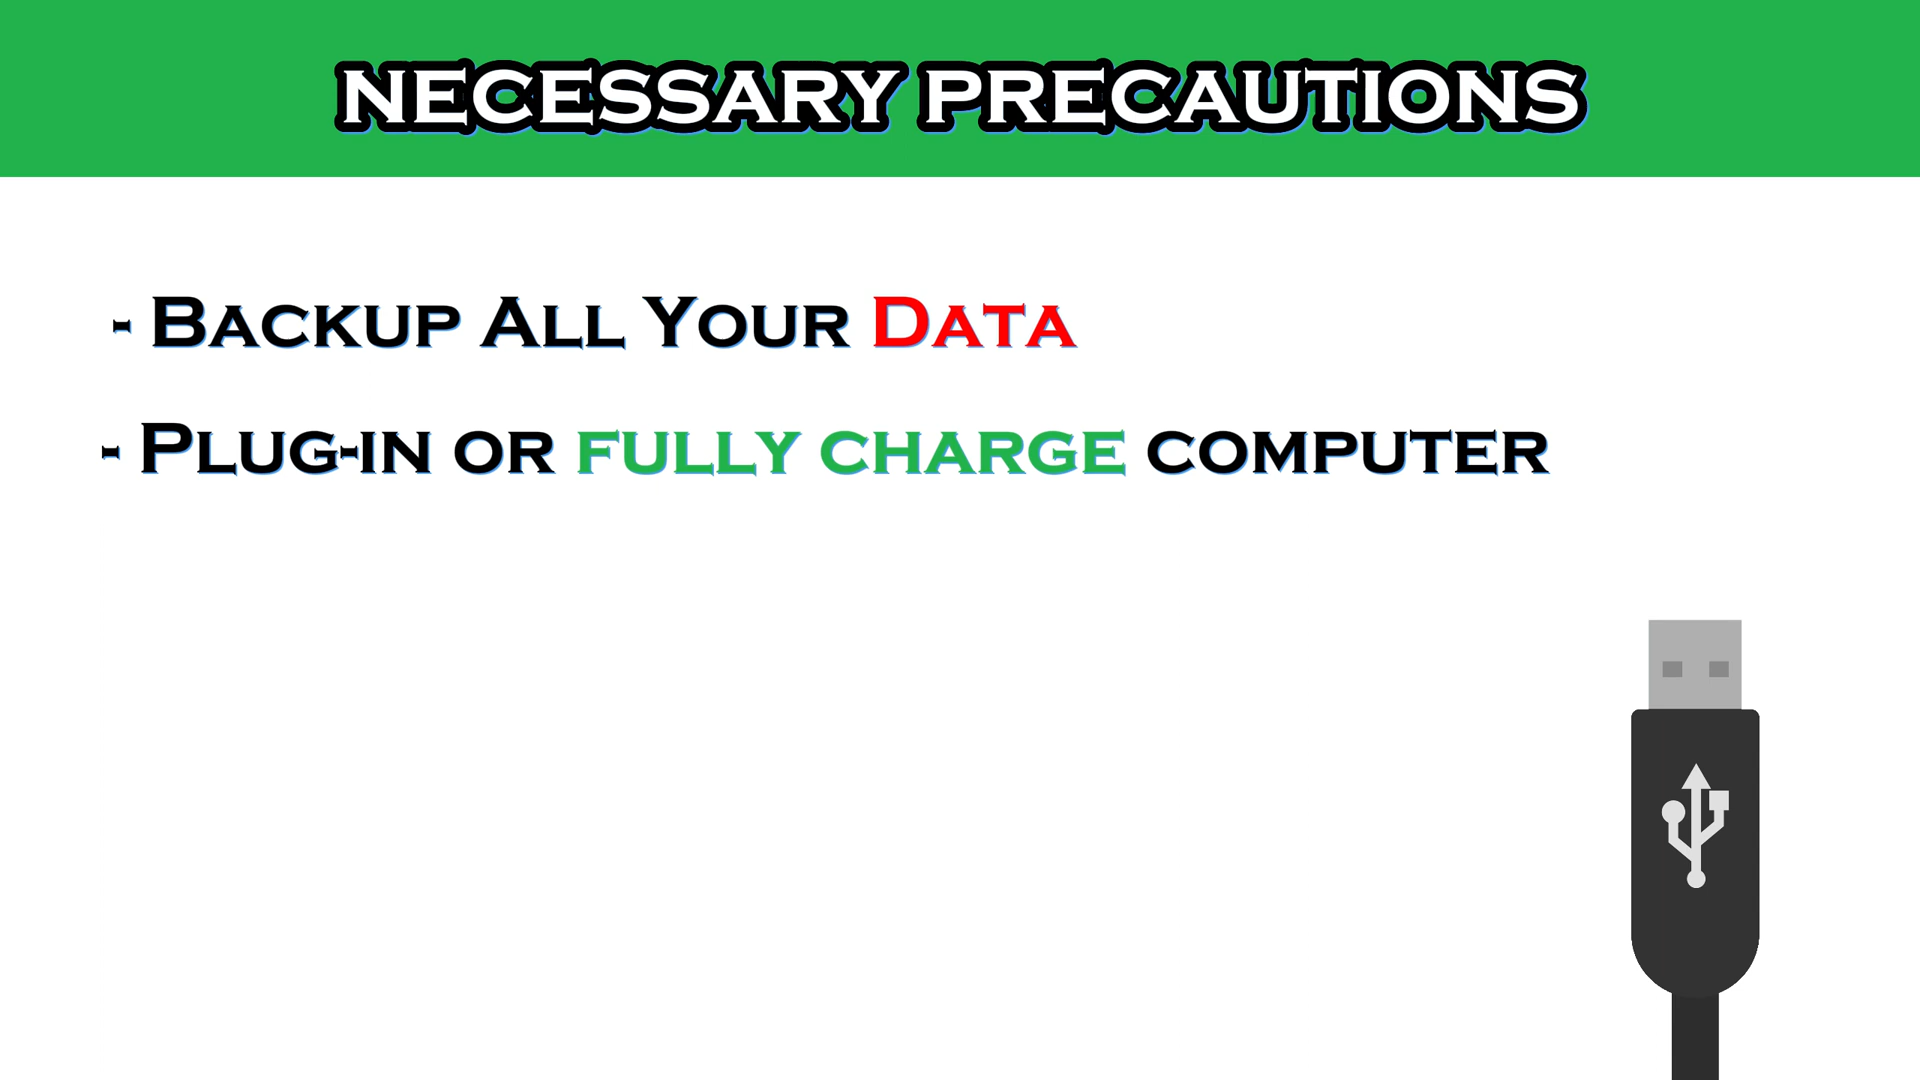 NECESSARY PRECAUTIONS
- BACKUP ALL YOUR DATA
- PLUG-IN OR FULLY CHARGE COMPUTER